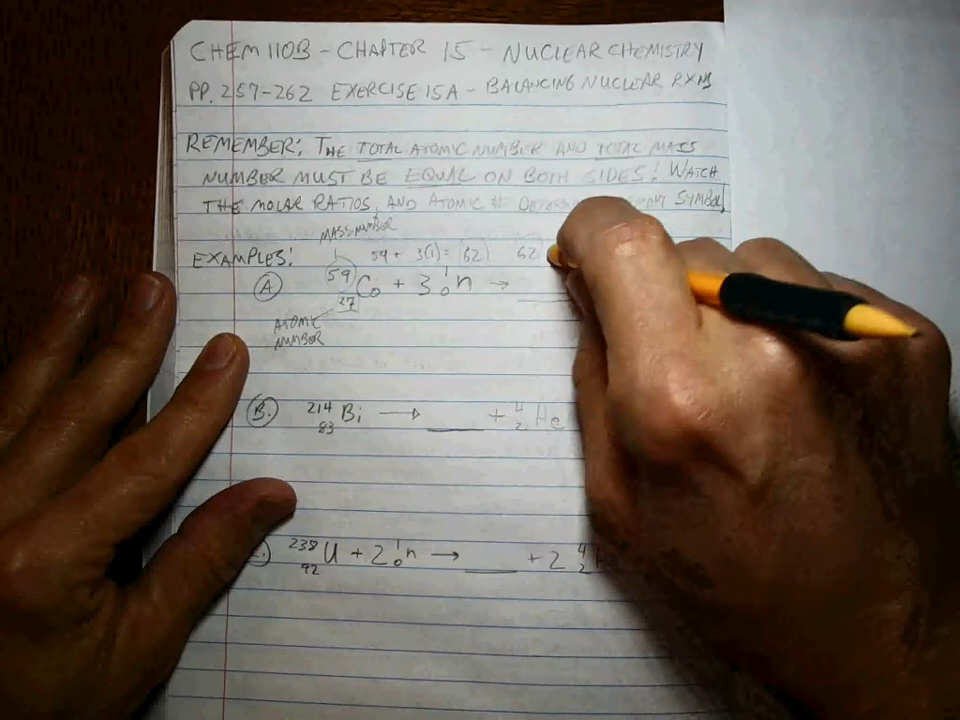 CHEM 110B - CHAPTER 15 - NUCLEAR CHEMISTRY
PP. 257-262 EXERCISE 15A - BALANCING NUCLEAR RXNS
REMEMBER: THE TOTAL ATOMIC NUMBER AND TOTAL MASS
NUMBER MUST BE EQUAL ON BOTH SIDES! WATCH
THE MOLAR RATIOS, AND ATOMIC # SYMBOL!
MASS NUMBER
EXAMPLES: 59 + 3(1) = 62 62
A 59 27 Co + 3 1 0 n →
ATOMIC
NUMBER
B. 214 83 Bi → ____ + 4 2 He
238 92 U + 2 1 0 n → ____ + 2 4 2